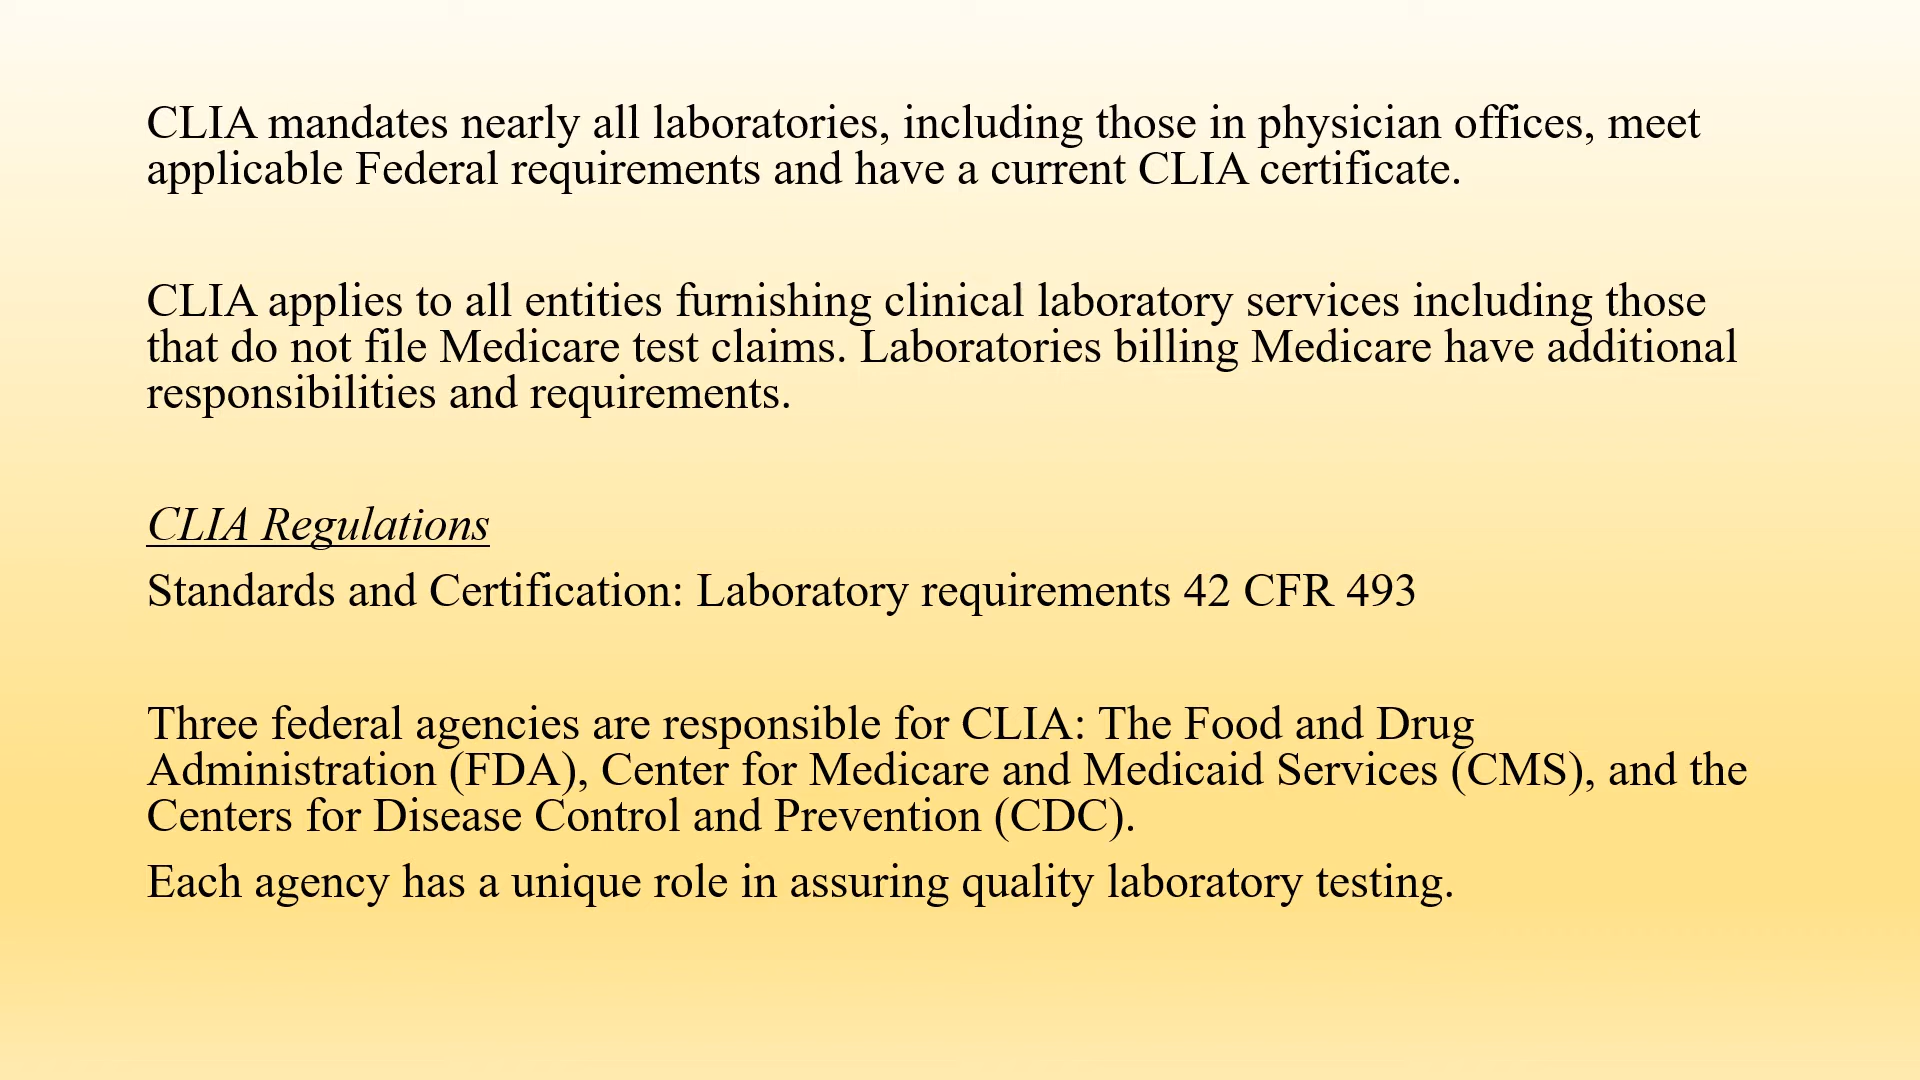 CLIA mandates nearly all laboratories, including those in physician offices, meet
applicable Federal requirements and have a current CLIA certificate.
CLIA applies to all entities furnishing clinical laboratory services including those
that do not file Medicare test claims. Laboratories billing Medicare have additional
responsibilities and requirements.
CLIA Regulations
Standards and Certification: Laboratory requirements 42 CFR 493
Three federal agencies are responsible for CLIA: The Food and Drug
Administration (FDA), Center for Medicare and Medicaid Services (CMS), and the
Centers for Disease Control and Prevention (CDC).
Each agency has a unique role in assuring quality laboratory testing.